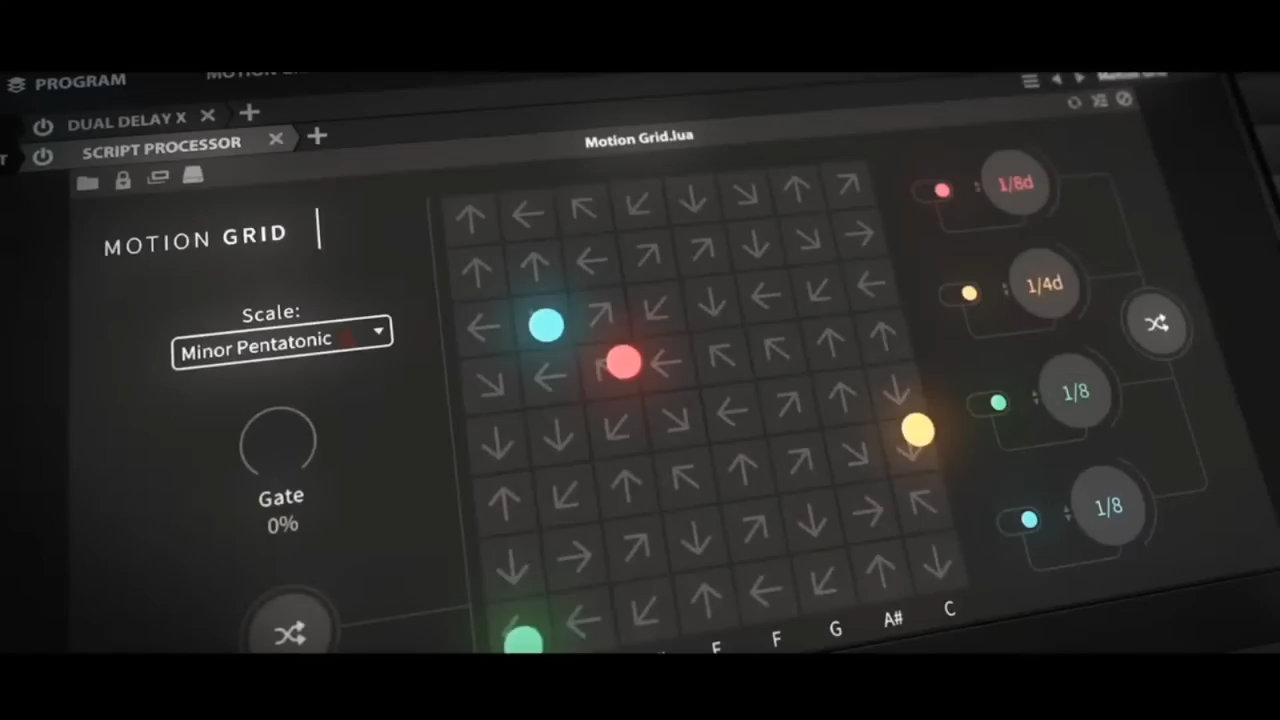 PROGRAM
DUAL DELAY X
SCRIPT PROCESSOR
Motion Grid.lua
MOTION GRID
Scale:
Minor Pentatonic
Gate
0%
1/8d
1/4d
1/8
1/8
F G A# C